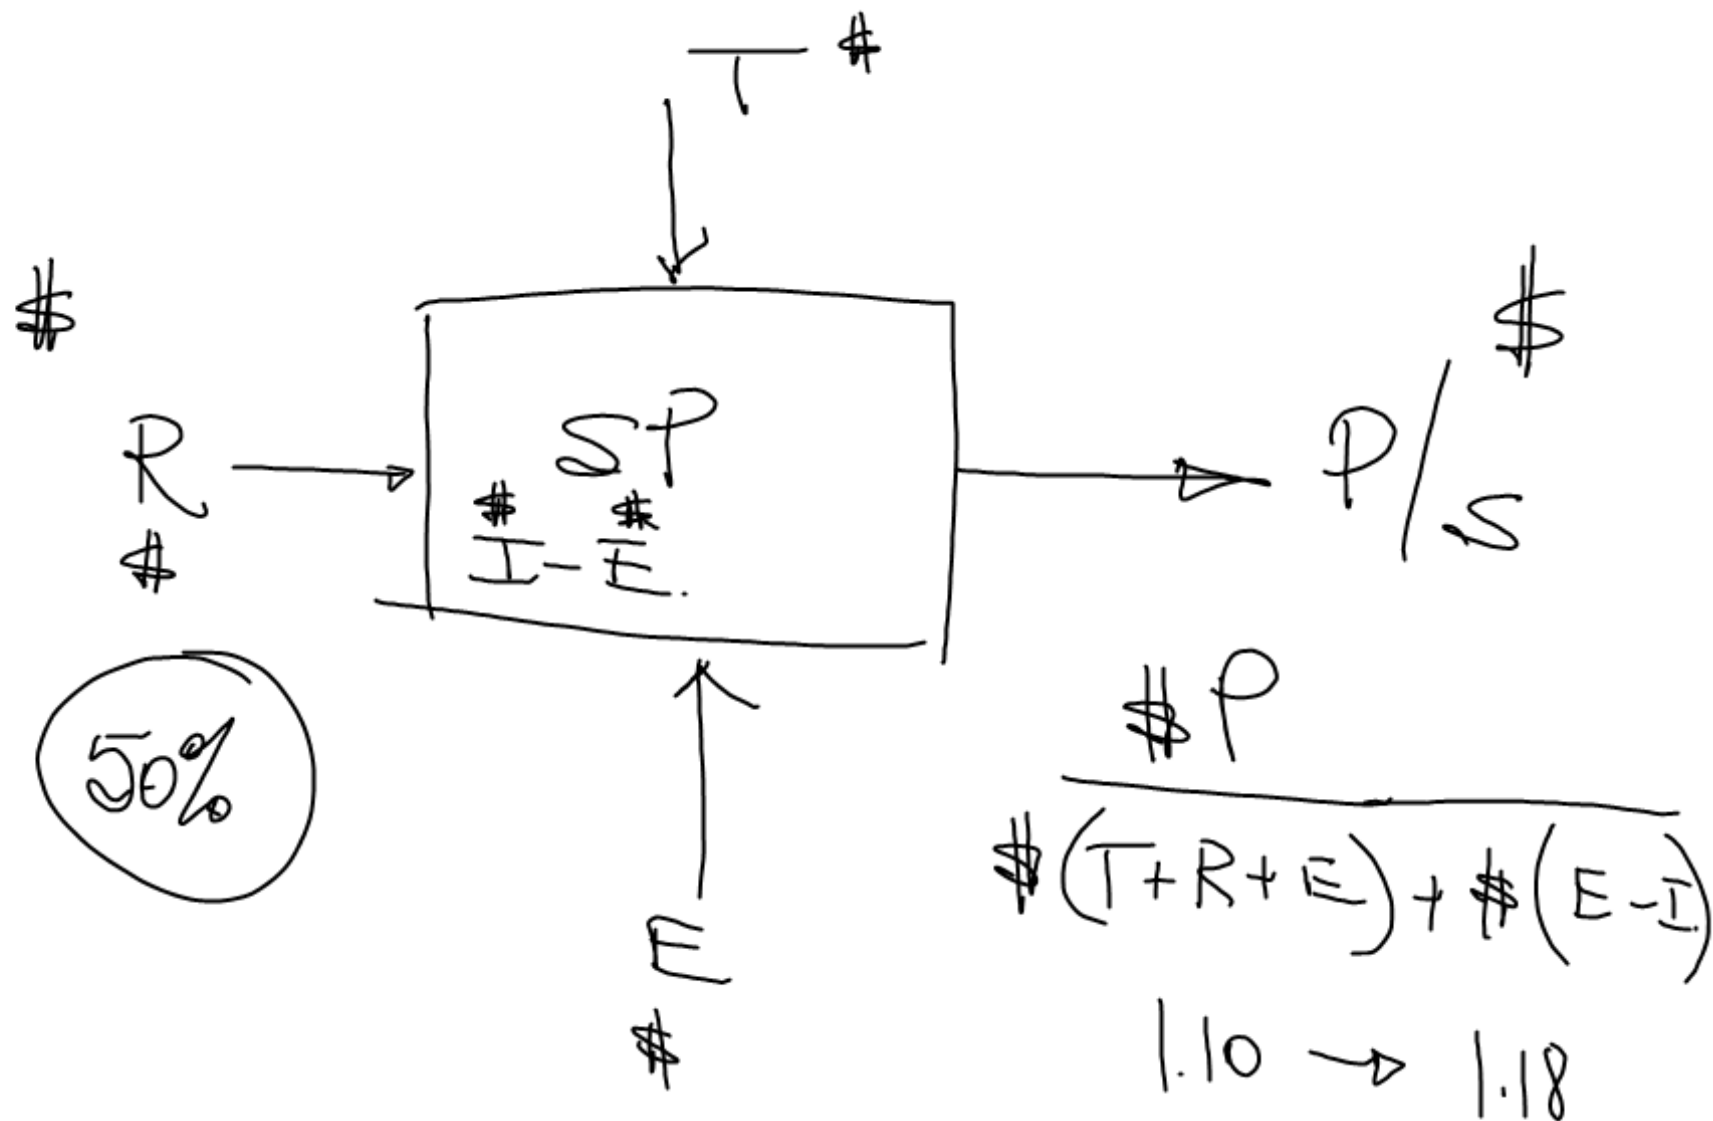 T $
$
$
R
SP
P/S
$ $
I - E.
$
50%
$P
$(T+R+E) + $(E-I)
E
$
1.10 → 1.18